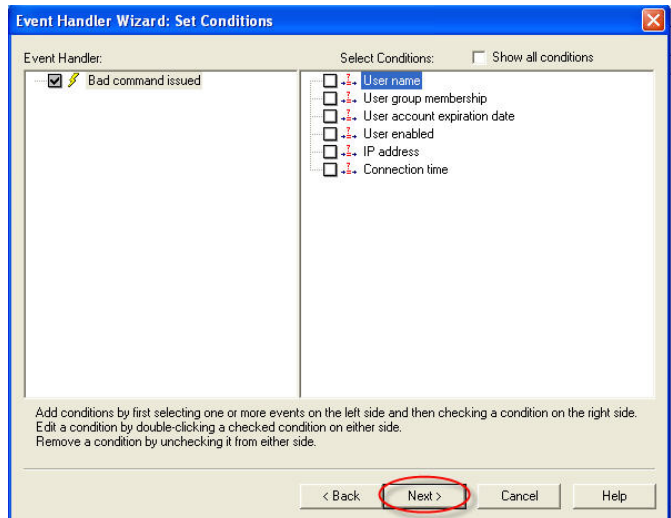 Event Handler Wizard: Set Conditions
Event Handler:
Select Conditions:
Show all conditions
Bad command issued
User name
User group membership
User account expiration date
User enabled
IP address
Connection time
Add conditions by first selecting one or more events on the left side and then checking a condition on the right side.
Edit a condition by double-clicking a checked condition on either side.
Remove a condition by unchecking it from either side.
< Back
Next >
Cancel
Help